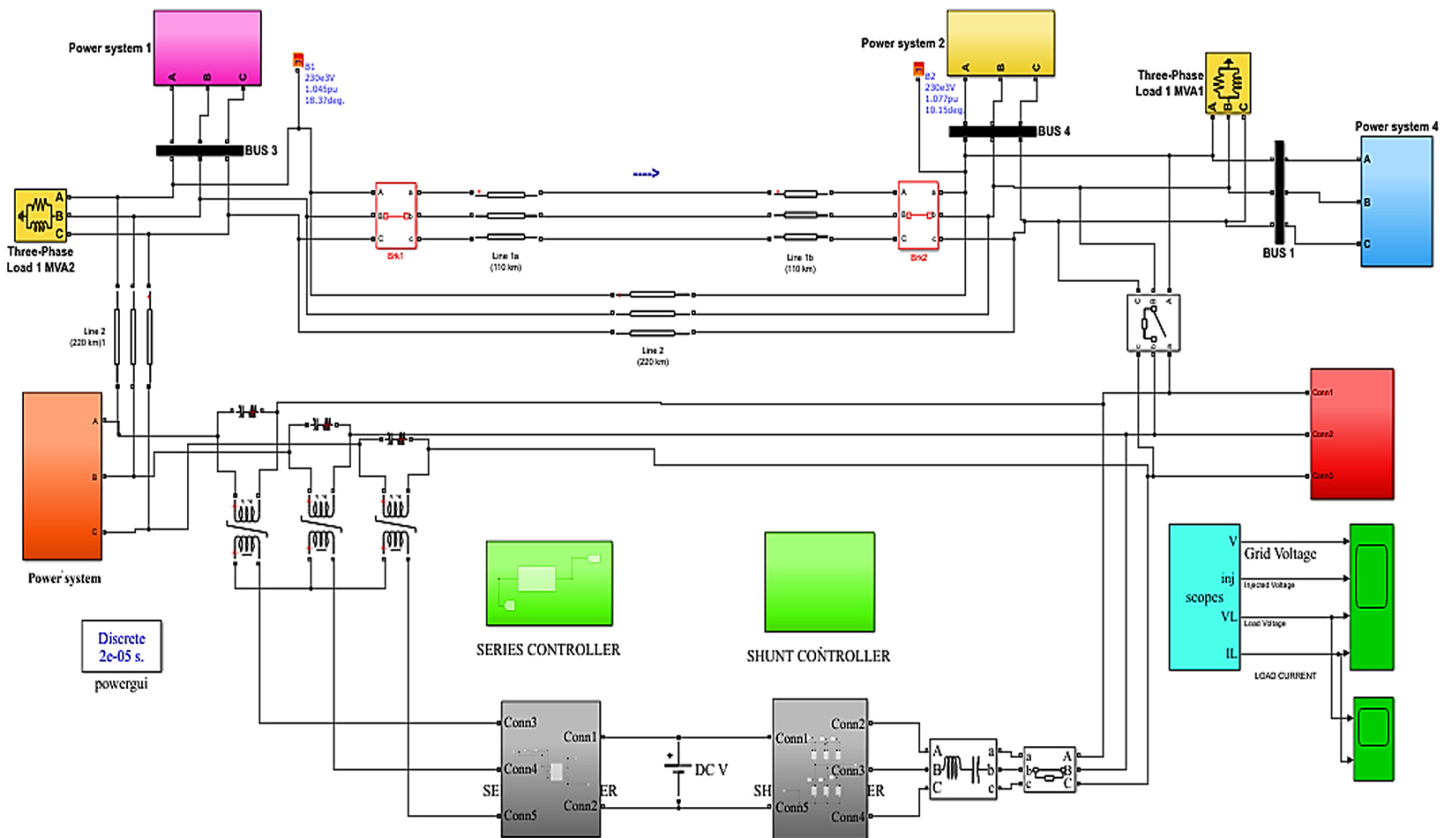 Power system 1
A
B
C
B1
230e3V
1.045pu
18.37deg.
BUS 3
Power system 2
A
B
C
B2
230e3V
1.077pu
10.15deg.
BUS 4
Three-Phase
Load 1 MVA1
A
B
C
Power system 4
A
B
C
BUS 1
A
B
C
Three-Phase
Load 1 MVA2
---->
A
C
a
b
c
Brk1
Line 1a
(110 km)
Line 1b
(110 km)
A
C
a
b
c
Brk2
Line 2
(220 km)
Line 2
(220 km)1
C
B
A
c
b
a
A
B
C
Power system
Conn1
Conn2
Conn3
SERIES CONTROLLER
SHUNT CONTROLLER
V
inj
scopes
VL
IL
Grid Voltage
Injected Voltage
Load Voltage
LOAD CURRENT
Discrete
2e-05 s.
powergui
Conn3
Conn4
Conn5
Conn1
Conn2
SE
ER
+
DC V
Conn1
Conn5
Conn2
Conn3
Conn4
SH
ER
A
B
C
a
b
c
a
b
c
A
B
C